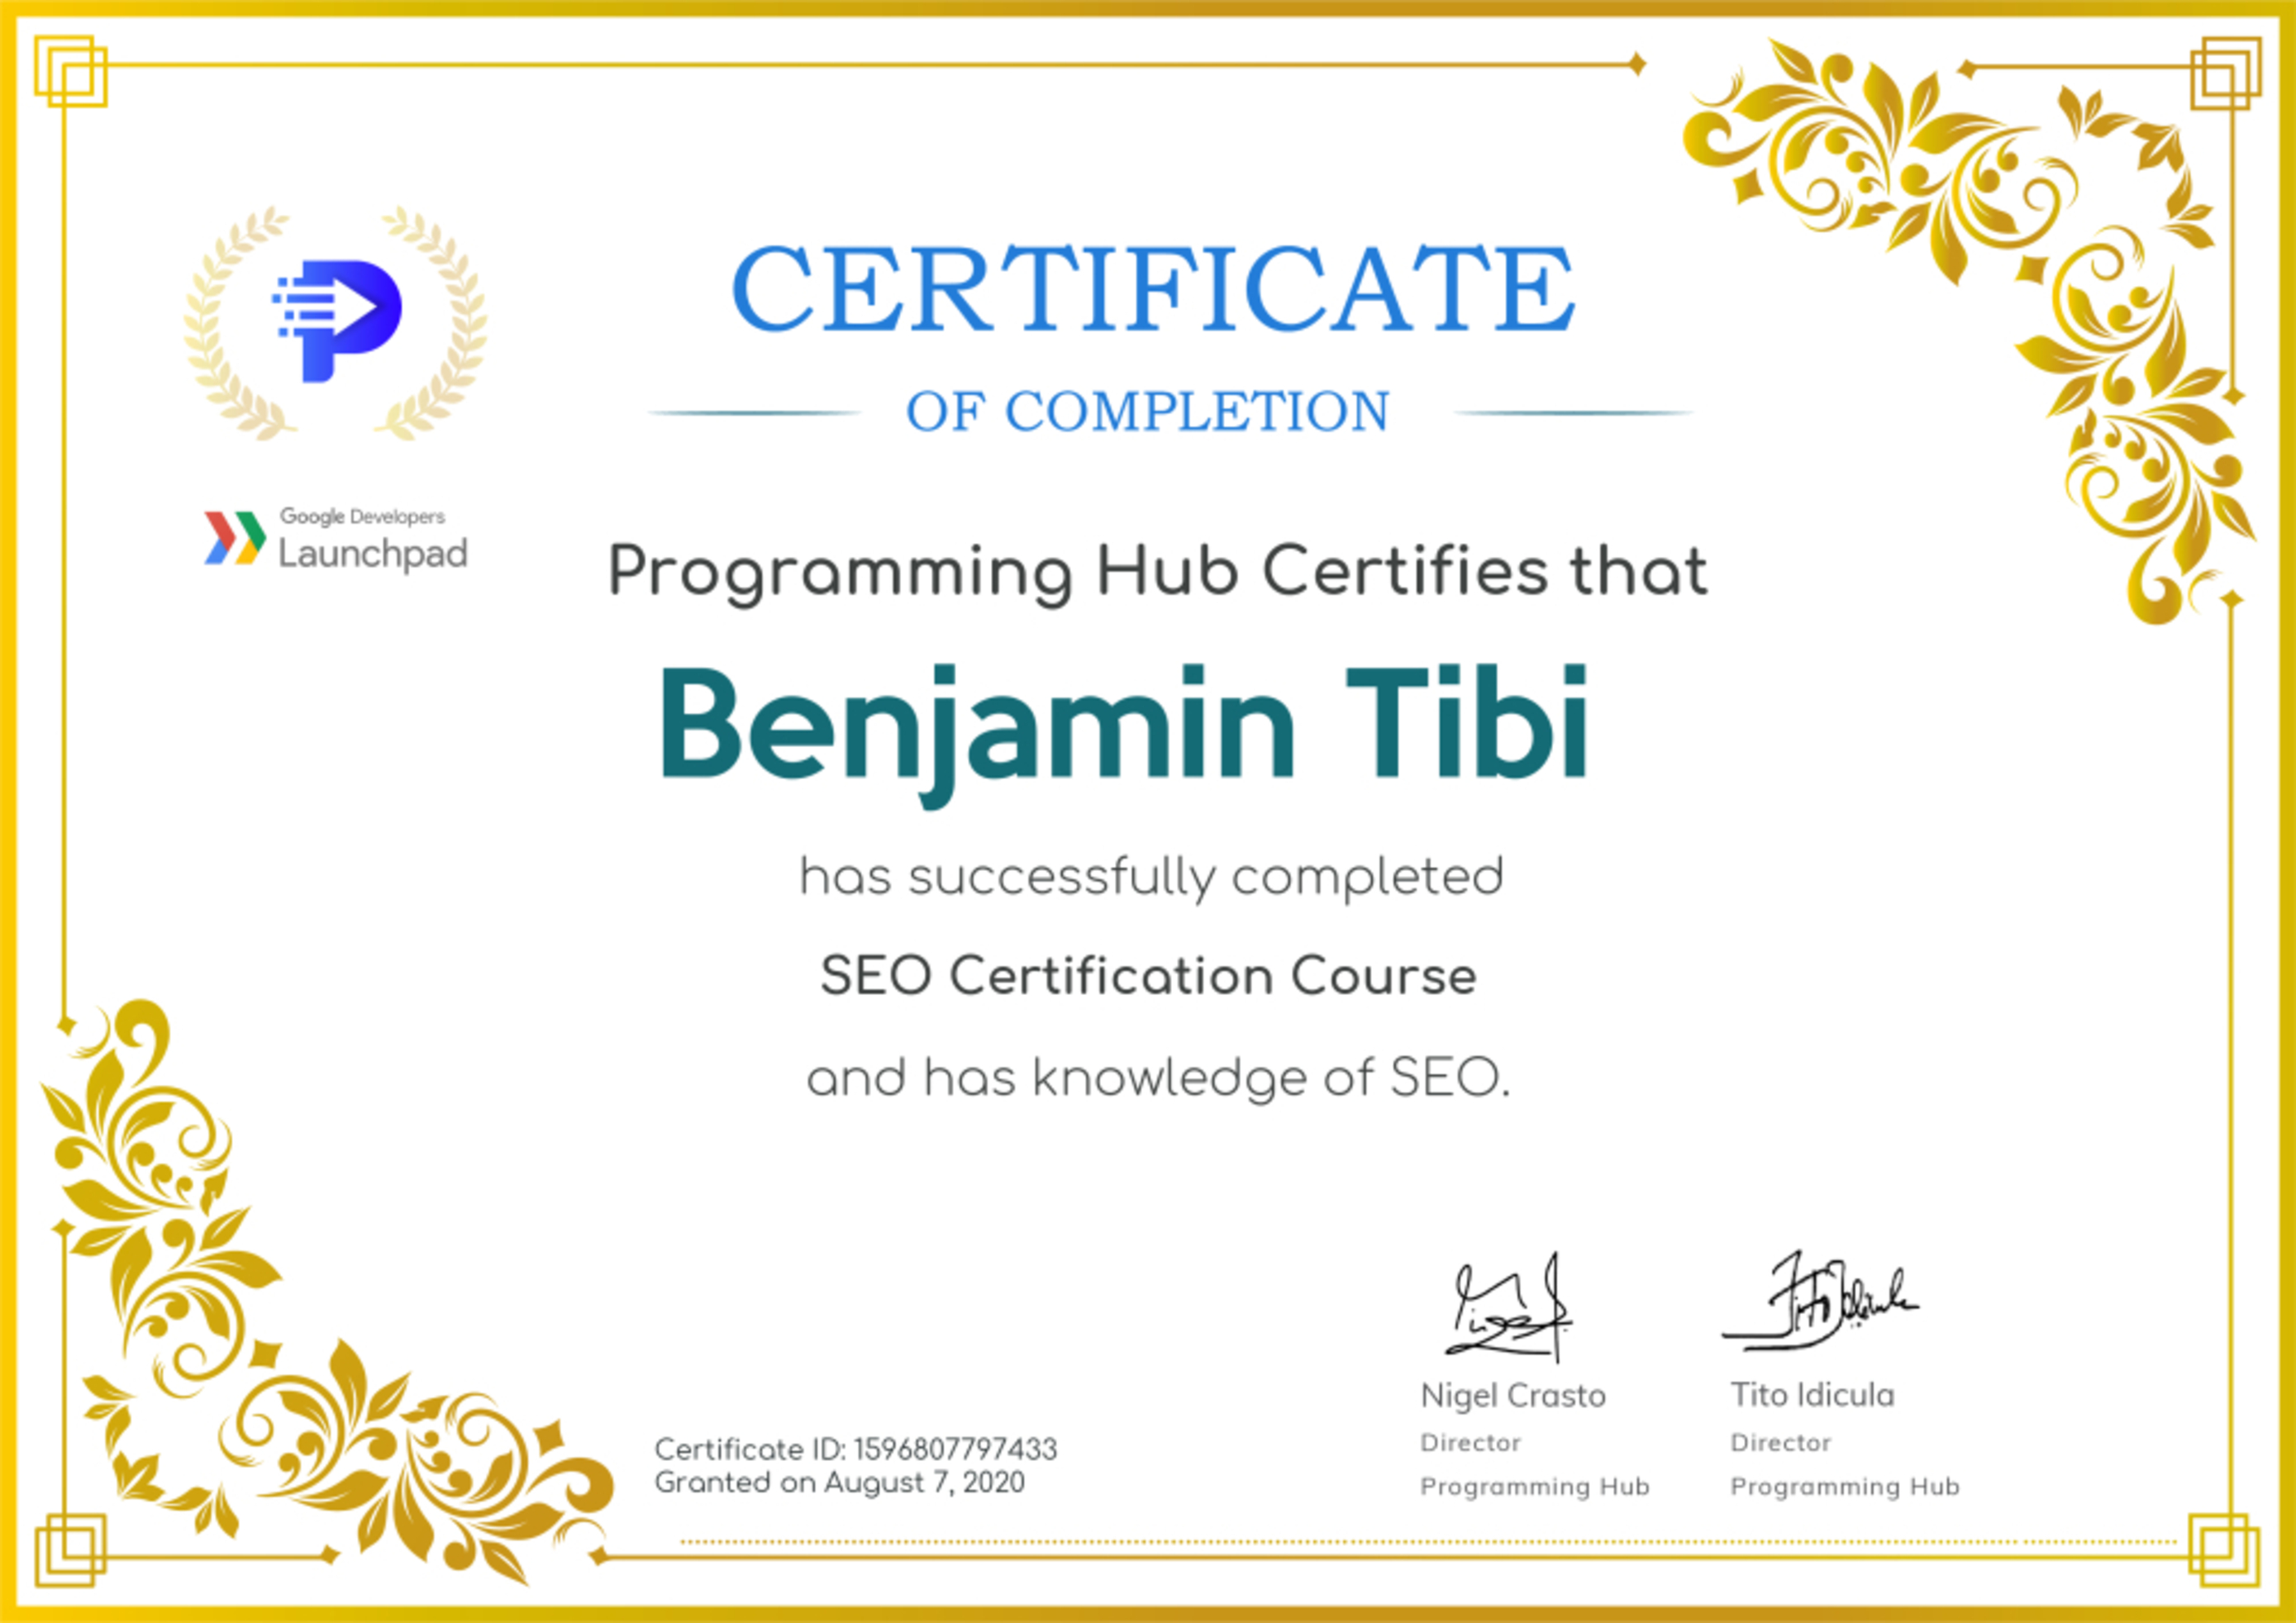 CERTIFICATE
OF COMPLETION
Google Developers
Launchpad
Programming Hub Certifies that
Benjamin Tibi
has successfully completed
SEO Certification Course
and has knowledge of SEO.
Nigel Crasto
Director
Programming Hub
Tito Idicula
Director
Programming Hub
Certificate ID: 1596807797433
Granted on August 7, 2020